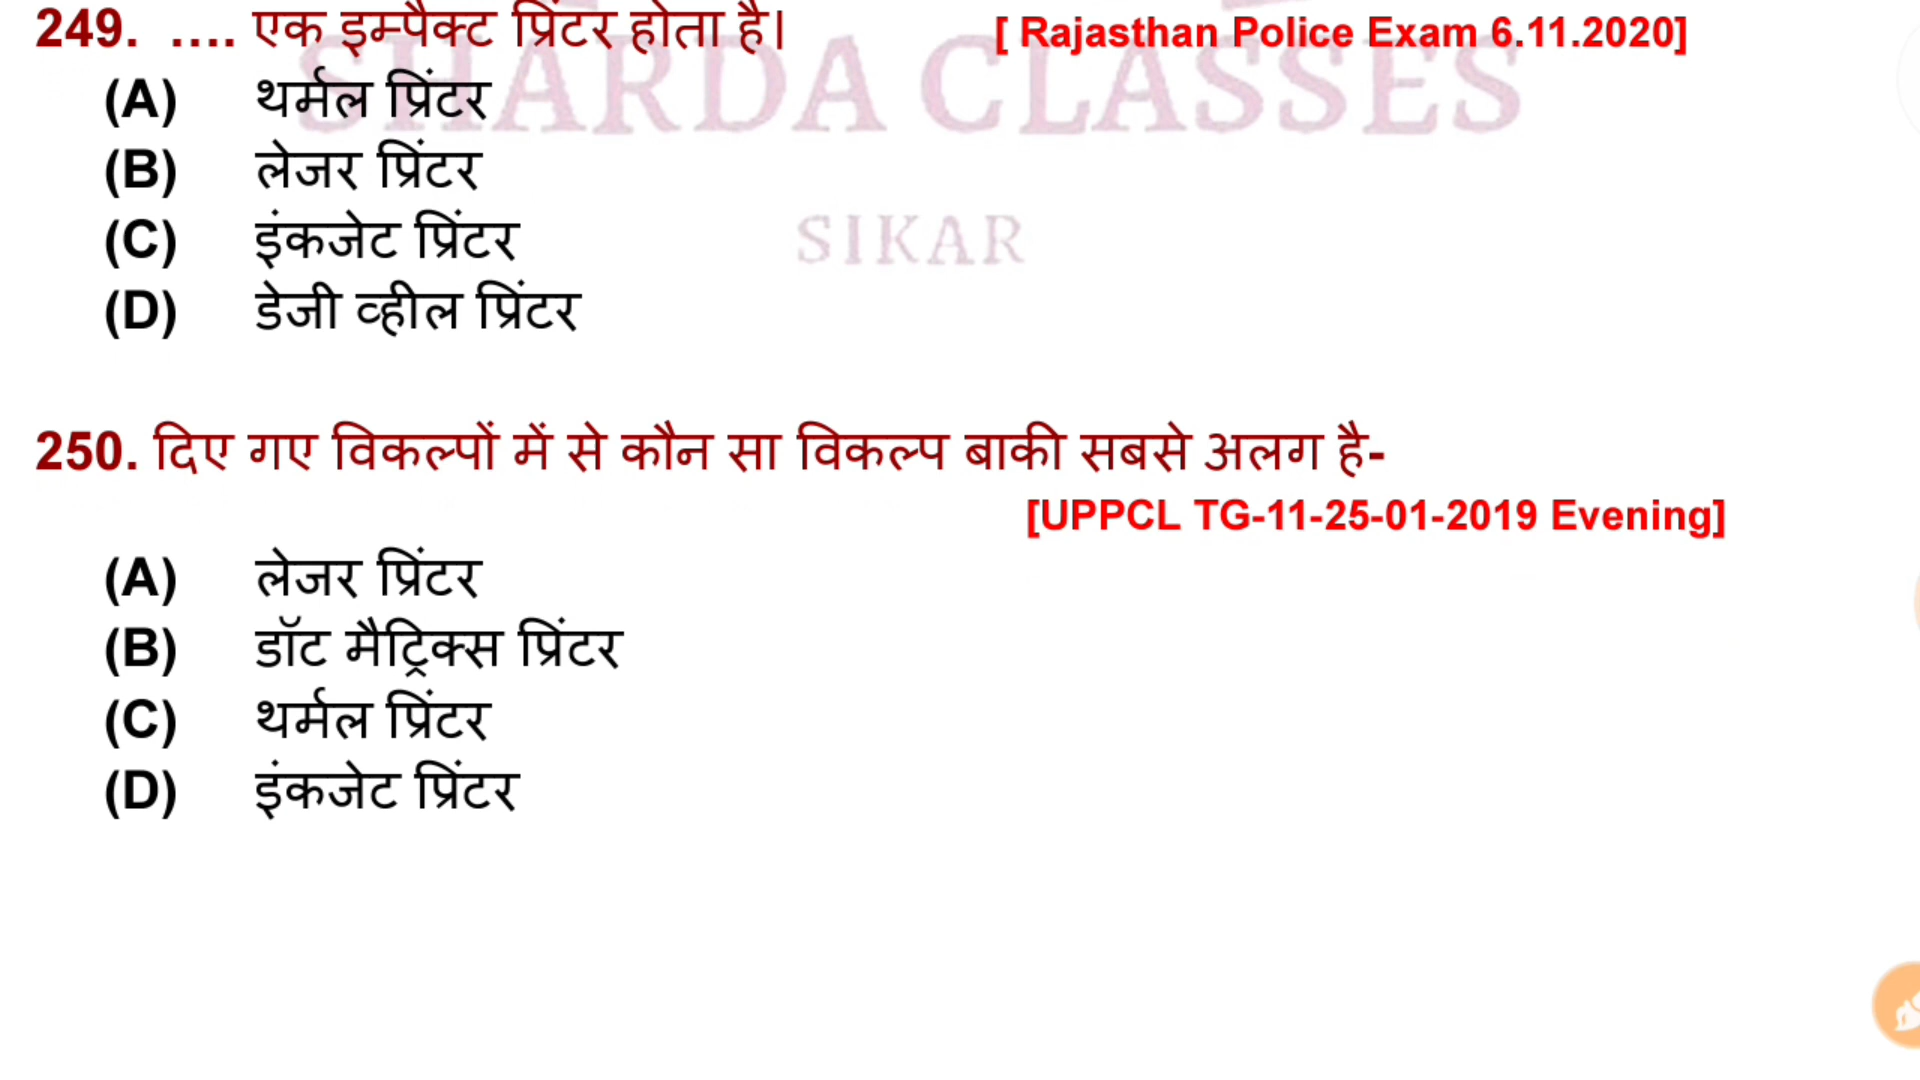 249. .... एक इम्पैक्ट प्रिंटर होता है। [ Rajasthan Police Exam 6.11.2020]
SHARDA CLASSES
(A) थर्मल प्रिंटर
(B) लेजर प्रिंटर
(C) इंकजेट प्रिंटर
SIKAR
(D) डेजी व्हील प्रिंटर
250. दिए गए विकल्पों में से कौन सा विकल्प बाकी सबसे अलग है-
[UPPCL TG-11-25-01-2019 Evening]
(A) लेजर प्रिंटर
(B) डॉट मैट्रिक्स प्रिंटर
(C) थर्मल प्रिंटर
(D) इंकजेट प्रिंटर